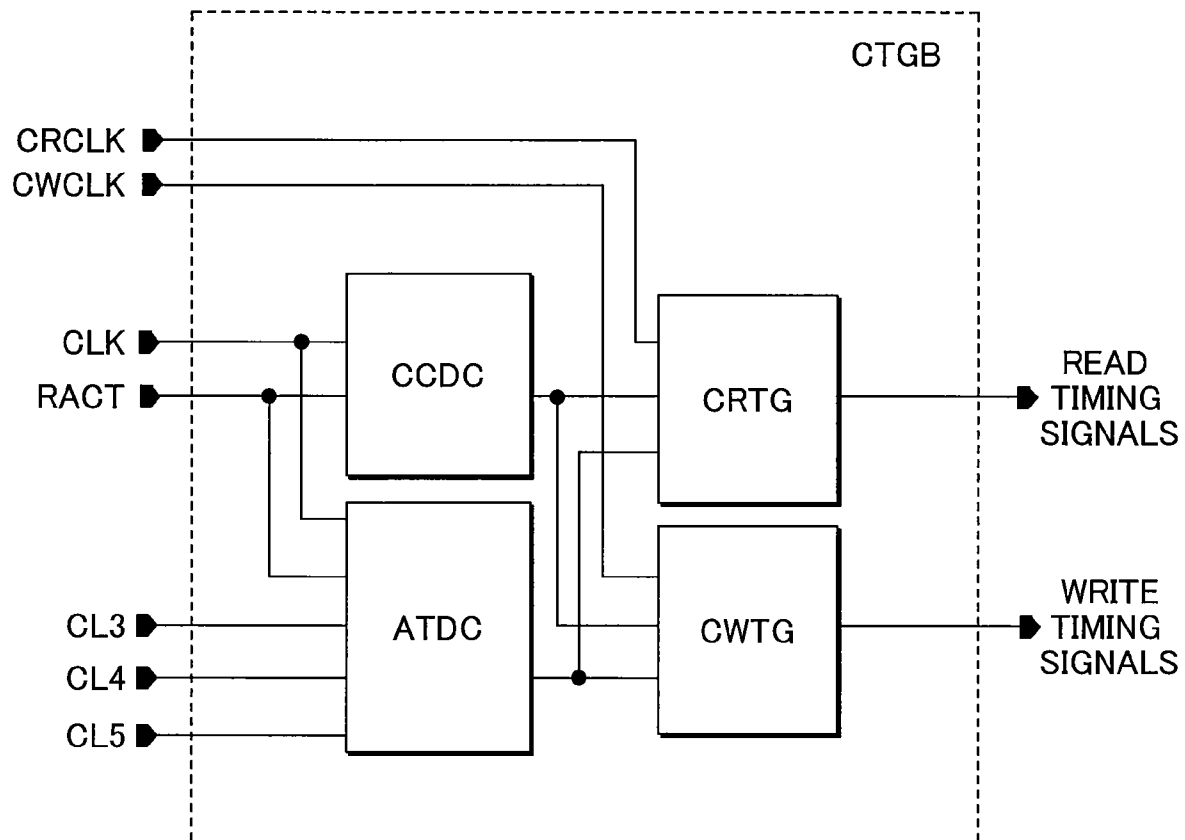 CTGB
CRCLK
CWCLK
CLK
RACT
CCDC
CRTG
READ
TIMING
SIGNALS
CL3
CL4
CL5
ATDC
CWTG
WRITE
TIMING
SIGNALS